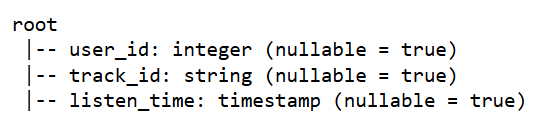 root
 |-- user_id: integer (nullable = true)
 |-- track_id: string (nullable = true)
 |-- listen_time: timestamp (nullable = true)